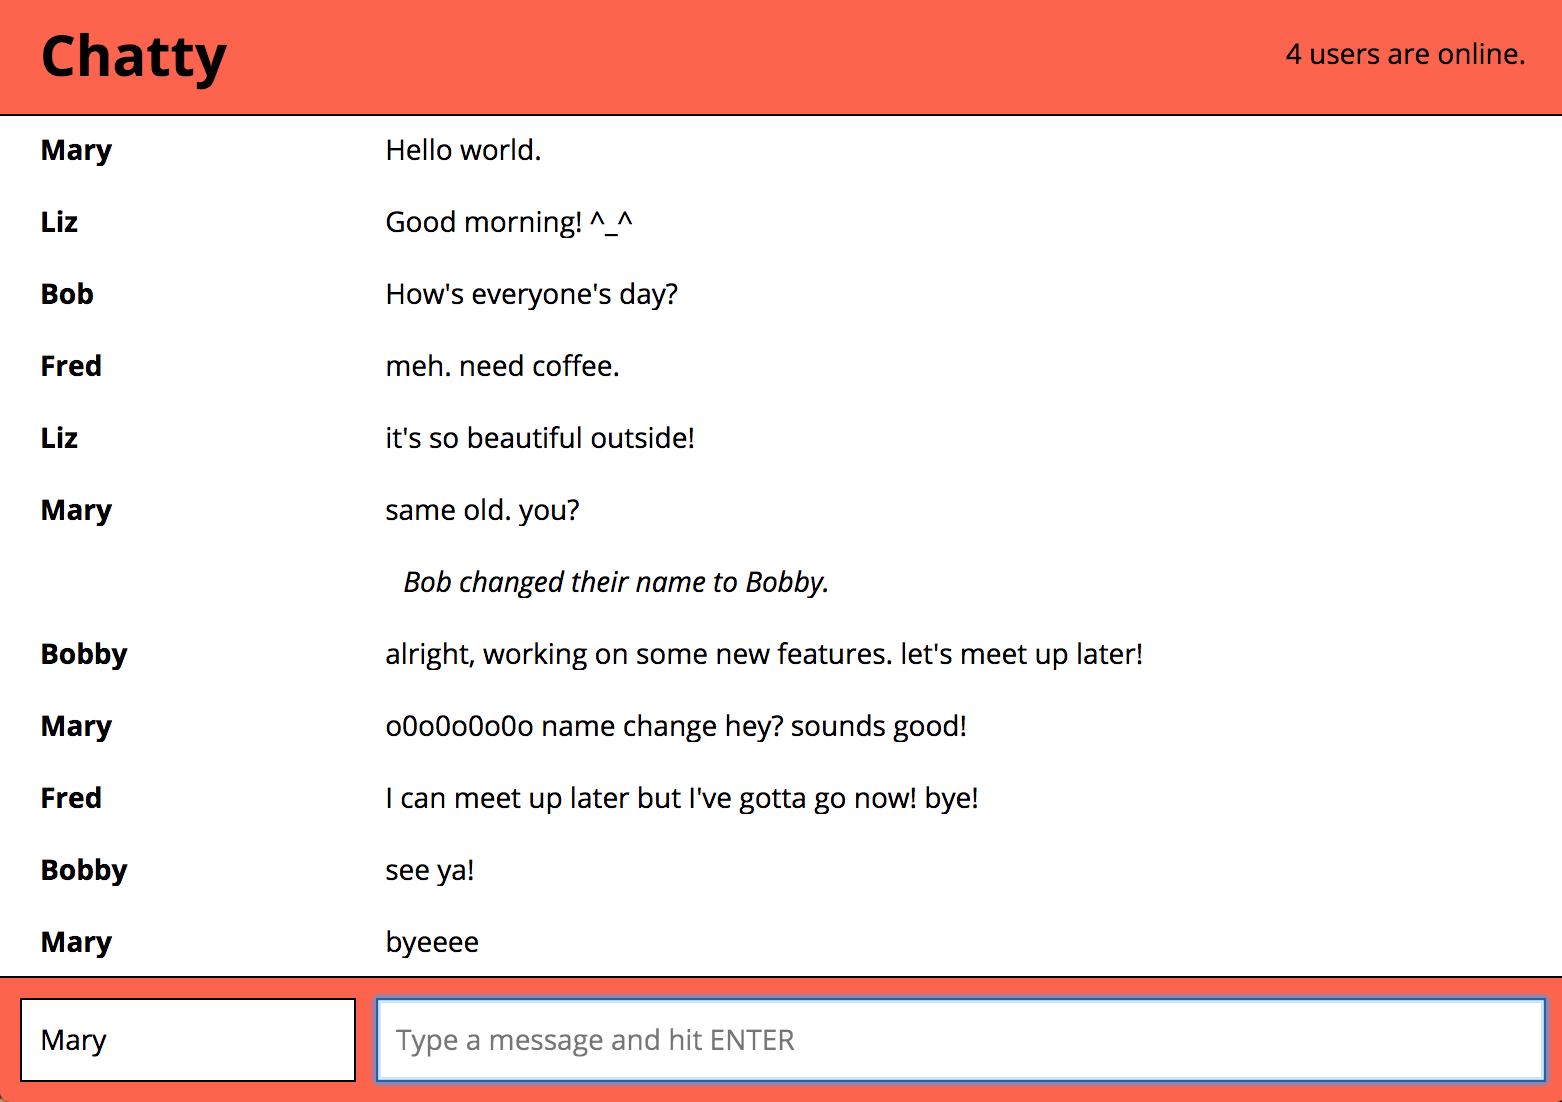 Chatty
4 users are online.
Mary Hello world.
Liz Good morning! ^_^
Bob How's everyone's day?
Fred meh. need coffee.
Liz it's so beautiful outside!
Mary same old. you?
Bob changed their name to Bobby.
Bobby alright, working on some new features. let's meet up later!
Mary o0o0o0o0o name change hey? sounds good!
Fred I can meet up later but I've gotta go now! bye!
Bobby see ya!
Mary byeeee
Mary Type a message and hit ENTER